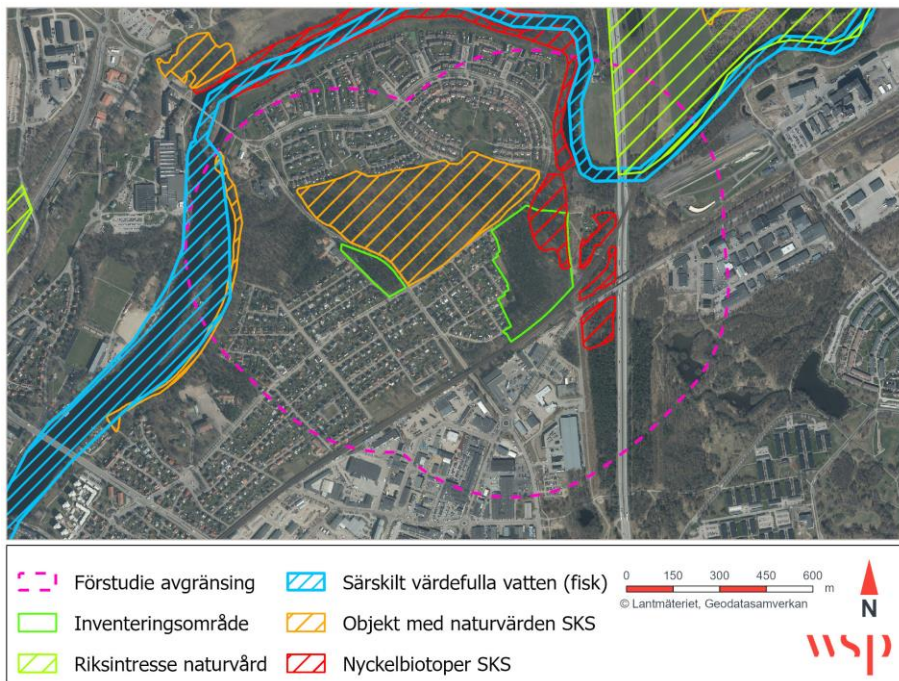 Förstudie avgränsing
Särskilt värdefulla vatten (fisk)
0 150 300 450 600
m
© Lantmäteriet, Geodatasamverkan
Inventeringsområde
Objekt med naturvärden SKS
N
Riksintresse naturvård
Nyckelbiotoper SKS
wsp